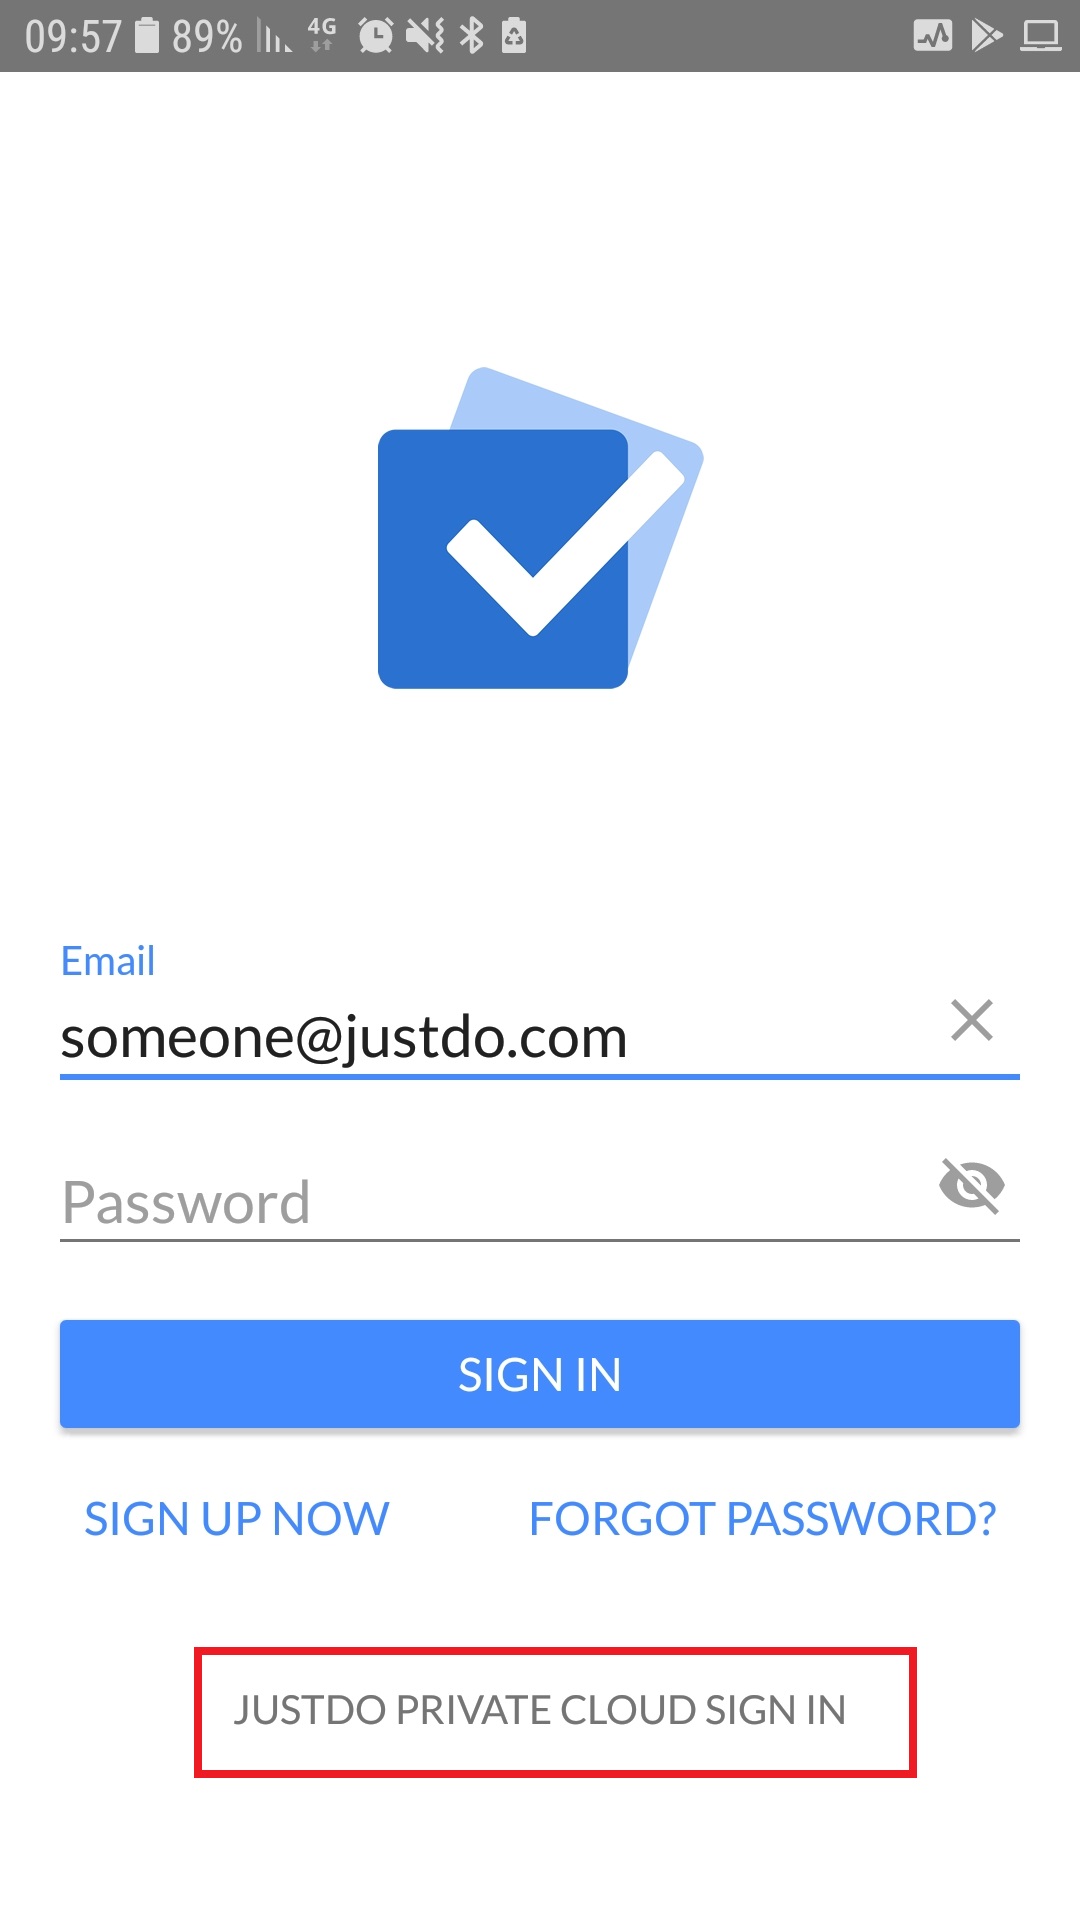 09:57 89% 4G
Email
someone@justdo.com
Password
SIGN IN
SIGN UP NOW FORGOT PASSWORD?
JUSTDO PRIVATE CLOUD SIGN IN